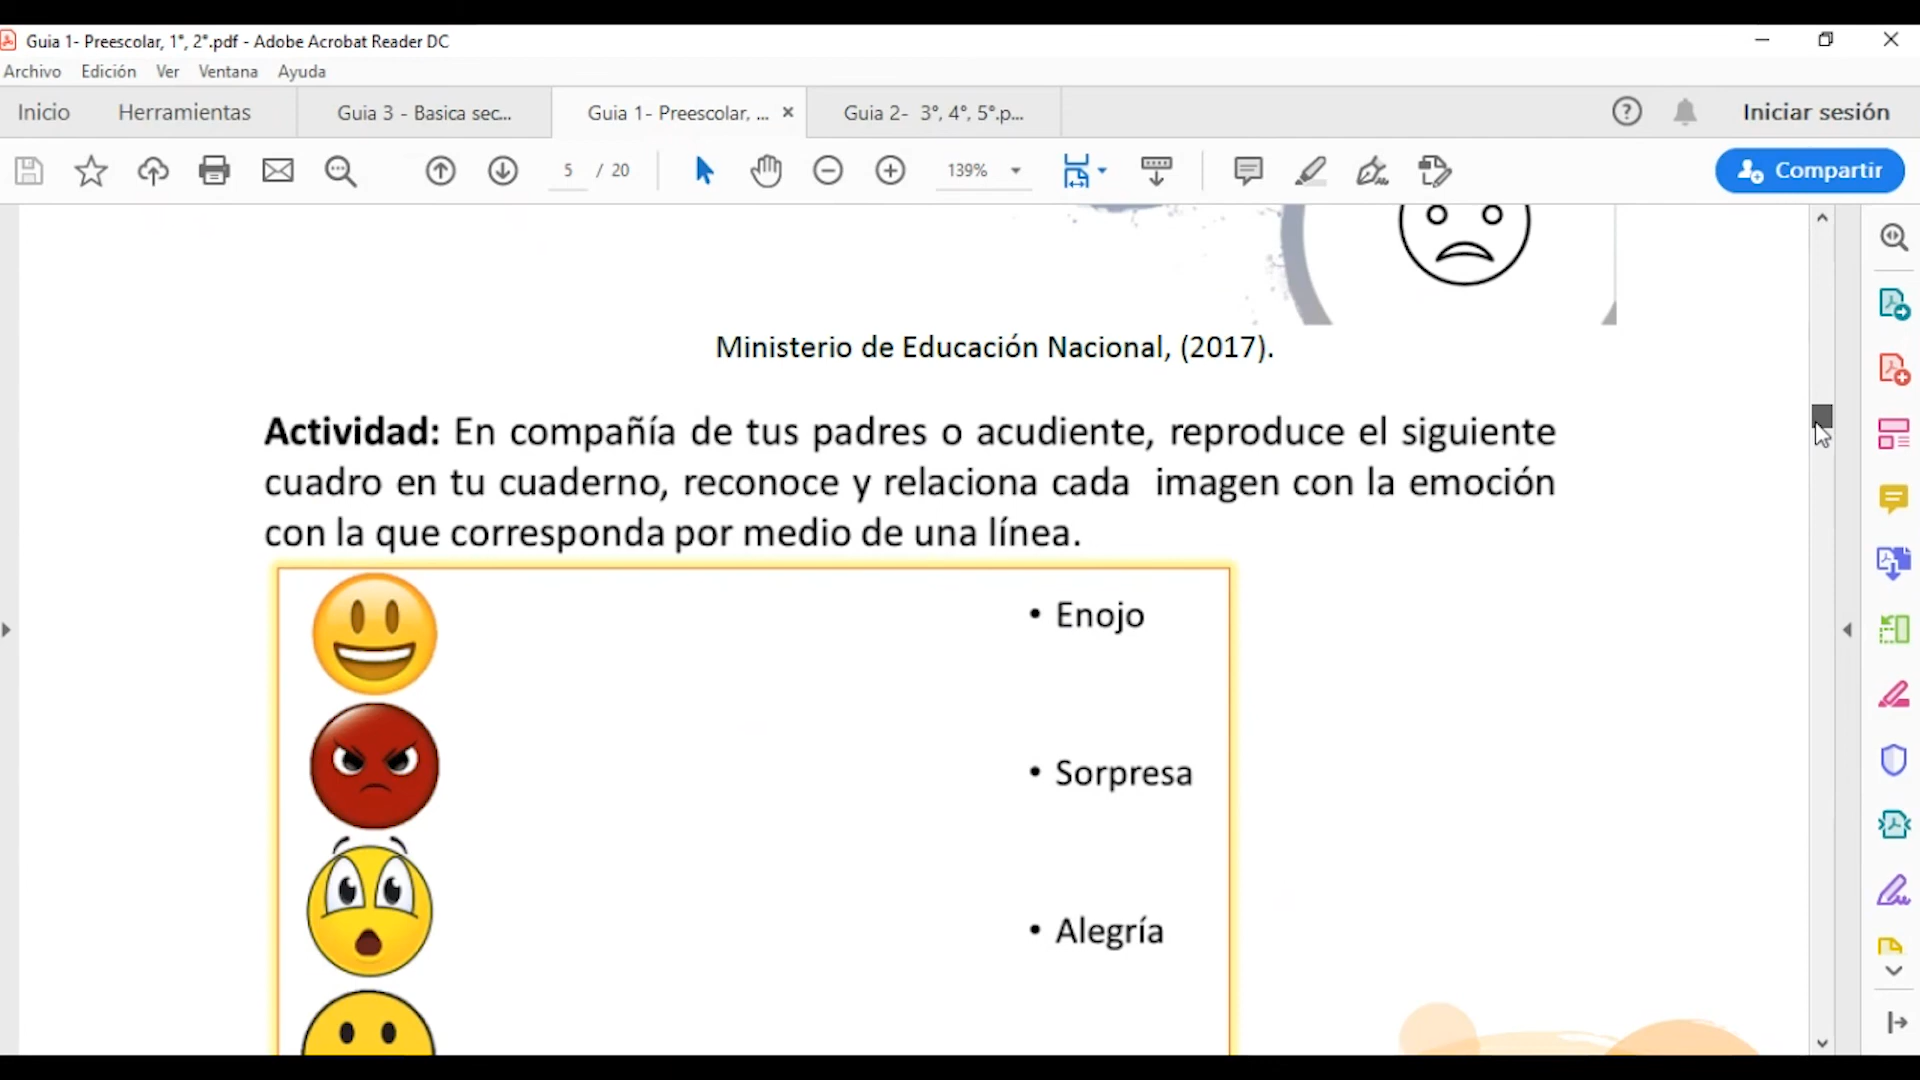 Guia 1- Preescolar, 1°, 2°.pdf - Adobe Acrobat Reader DC
Archivo Edición Ver Ventana Ayuda
Inicio Herramientas Guia 3 - Basica sec... Guia 1- Preescolar, ... Guia 2- 3°, 4°, 5°.p... Iniciar sesión
5 / 20 139% Compartir
Ministerio de Educación Nacional, (2017).
Actividad: En compañía de tus padres o acudiente, reproduce el siguiente
cuadro en tu cuaderno, reconoce y relaciona cada imagen con la emoción
con la que corresponda por medio de una línea.
• Enojo
• Sorpresa
• Alegría